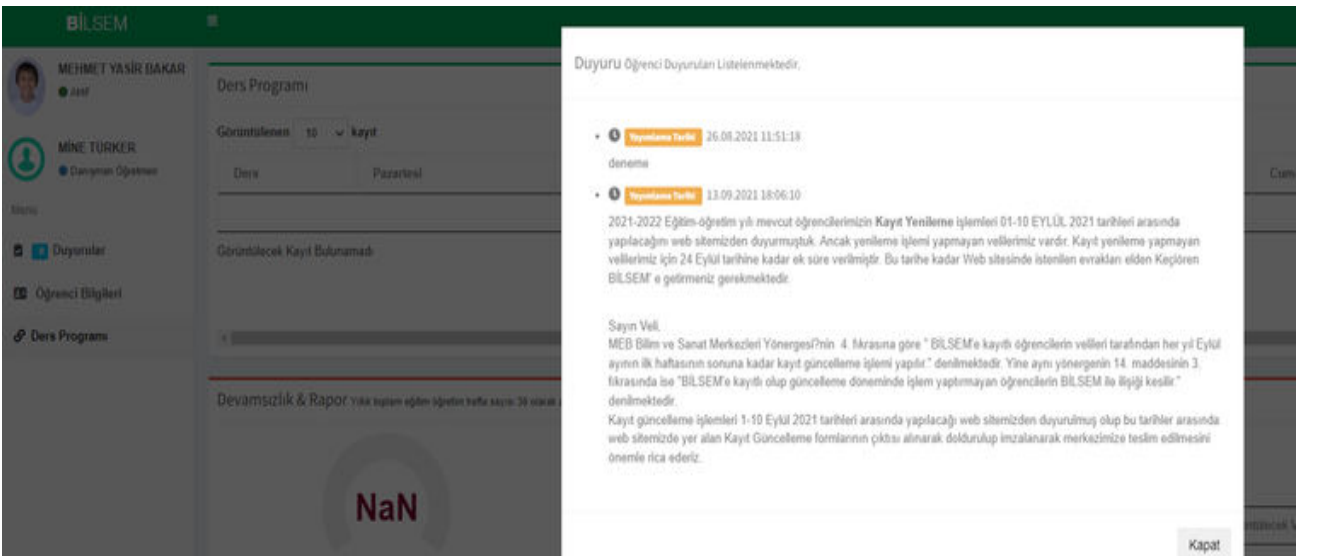 BİLSEM
MEHMET YASİR BAKAR
Aktif
MİNE TÜRKER
Danışman Öğretmen
Menü
Duyurular
Öğrenci Bilgileri
Ders Programı
Ders Programı
Görüntülenen 10 kayıt
Ders Pazartesi Cuma
Görüntülecek Kayıt Bulunamadı
Devamsızlık & Rapor Yıllık toplam eğitim öğretim hafta sayısı 36 olarak
NaN
Duyuru Öğrenci Duyuruları Listelenmektedir.
Yayınlama Tarihi 26.08.2021 11:51:18
deneme
Yayınlama Tarihi 13.09.2021 18:06:10
2021-2022 Eğitim-öğretim yılı mevcut öğrencilerimizin Kayıt Yenileme işlemleri 01-10 EYLÜL 2021 tarihleri arasında
yapılacağını web sitemizden duyurmuştuk. Ancak yenileme işlemi yapmayan velilerimiz vardır. Kayıt yenileme yapmayan
velilerimiz için 24 Eylül tarihine kadar ek süre verilmiştir. Bu tarihe kadar Web sitesinde istenilen evrakları elden Keçiören
BİLSEM' e getirmeniz gerekmektedir.
Sayın Veli,
MEB Bilim ve Sanat Merkezleri Yönergesi?nin 4. fıkrasına göre " BİLSEM'e kayıtlı öğrencilerin velileri tarafından her yıl Eylül
ayının ilk haftasının sonuna kadar kayıt güncelleme işlemi yapılır." denilmektedir. Yine aynı yönergenin 14. maddesinin 3.
fıkrasında ise "BİLSEM'e kayıtlı olup güncelleme döneminde işlem yaptırmayan öğrencilerin BİLSEM ile ilişiği kesilir."
denilmektedir.
Kayıt güncelleme işlemleri 1-10 Eylül 2021 tarihleri arasında yapılacağı web sitemizden duyurulmuş olup bu tarihler arasında
web sitemizde yer alan Kayıt Güncelleme formlarının çıktısı alınarak doldurulup imzalanarak merkezimize teslim edilmesini
önemle rica ederiz.
Kapat